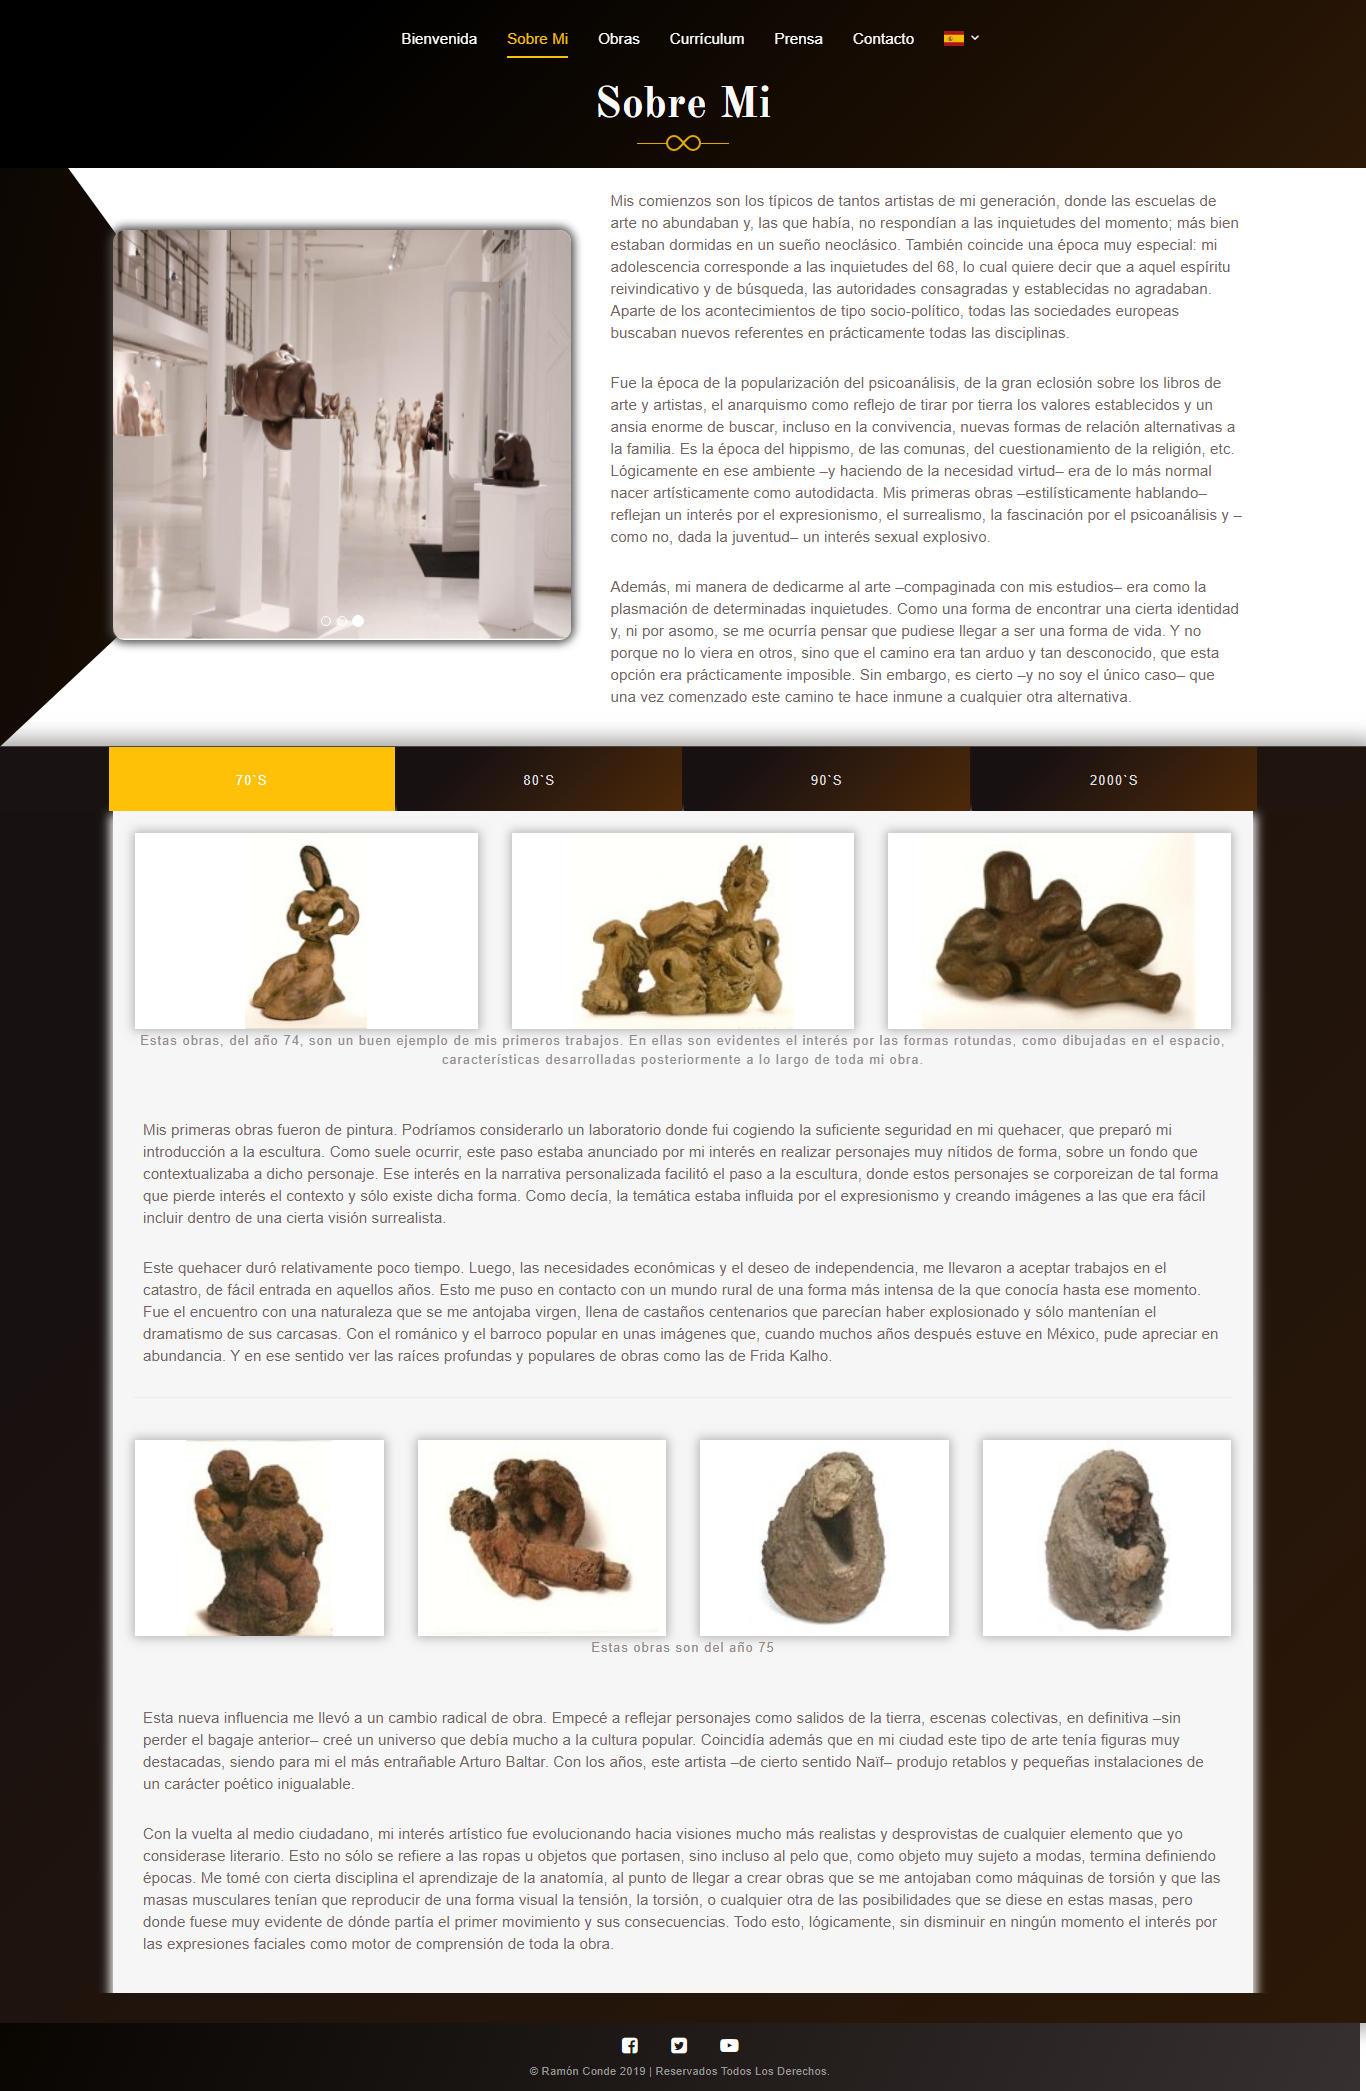 Bienvenida Sobre Mi Obras Currículum Prensa Contacto
Sobre Mi
Mis comienzos son los típicos de tantos artistas de mi generación, donde las escuelas de
arte no abundaban y, las que había, no respondían a las inquietudes del momento; más bien
estaban dormidas en un sueño neoclásico. También coincide una época muy especial: mi
adolescencia corresponde a las inquietudes del 68, lo cual quiere decir que a aquel espíritu
reivindicativo y de búsqueda, las autoridades consagradas y establecidas no agradaban.
Aparte de los acontecimientos de tipo socio-político, todas las sociedades europeas
buscaban nuevos referentes en prácticamente todas las disciplinas.
Fue la época de la popularización del psicoanálisis, de la gran eclosión sobre los libros de
arte y artistas, el anarquismo como reflejo de tirar por tierra los valores establecidos y un
ansia enorme de buscar, incluso en la convivencia, nuevas formas de relación alternativas a
la familia. Es la época del hippismo, de las comunas, del cuestionamiento de la religión, etc.
Lógicamente en ese ambiente –y haciendo de la necesidad virtud– era de lo más normal
nacer artísticamente como autodidacta. Mis primeras obras –estilísticamente hablando–
reflejan un interés por el expresionismo, el surrealismo, la fascinación por el psicoanálisis y –
como no, dada la juventud– un interés sexual explosivo.
Además, mi manera de dedicarme al arte –compaginada con mis estudios– era como la
plasmación de determinadas inquietudes. Como una forma de encontrar una cierta identidad
y, ni por asomo, se me ocurría pensar que pudiese llegar a ser una forma de vida. Y no
porque no lo viera en otros, sino que el camino era tan arduo y tan desconocido, que esta
opción era prácticamente imposible. Sin embargo, es cierto –y no soy el único caso– que
una vez comenzado este camino te hace inmune a cualquier otra alternativa.
70`S 80`S 90`S 2000`S
Estas obras, del año 74, son un buen ejemplo de mis primeros trabajos. En ellas son evidentes el interés por las formas rotundas, como dibujadas en el espacio,
características desarrolladas posteriormente a lo largo de toda mi obra.
Mis primeras obras fueron de pintura. Podríamos considerarlo un laboratorio donde fui cogiendo la suficiente seguridad en mi quehacer, que preparó mi
introducción a la escultura. Como suele ocurrir, este paso estaba anunciado por mi interés en realizar personajes muy nítidos de forma, sobre un fondo que
contextualizaba a dicho personaje. Ese interés en la narrativa personalizada facilitó el paso a la escultura, donde estos personajes se corporeizan de tal forma
que pierde interés el contexto y sólo existe dicha forma. Como decía, la temática estaba influida por el expresionismo y creando imágenes a las que era fácil
incluir dentro de una cierta visión surrealista.
Este quehacer duró relativamente poco tiempo. Luego, las necesidades económicas y el deseo de independencia, me llevaron a aceptar trabajos en el
catastro, de fácil entrada en aquellos años. Esto me puso en contacto con un mundo rural de una forma más intensa de la que conocía hasta ese momento.
Fue el encuentro con una naturaleza que se me antojaba virgen, llena de castaños centenarios que parecían haber explosionado y sólo mantenían el
dramatismo de sus carcasas. Con el románico y el barroco popular en unas imágenes que, cuando muchos años después estuve en México, pude apreciar en
abundancia. Y en ese sentido ver las raíces profundas y populares de obras como las de Frida Kalho.
Estas obras son del año 75
Esta nueva influencia me llevó a un cambio radical de obra. Empecé a reflejar personajes como salidos de la tierra, escenas colectivas, en definitiva –sin
perder el bagaje anterior– creé un universo que debía mucho a la cultura popular. Coincidía además que en mi ciudad este tipo de arte tenía figuras muy
destacadas, siendo para mi el más entrañable Arturo Baltar. Con los años, este artista –de cierto sentido Naïf– produjo retablos y pequeñas instalaciones de
un carácter poético inigualable.
Con la vuelta al medio ciudadano, mi interés artístico fue evolucionando hacia visiones mucho más realistas y desprovistas de cualquier elemento que yo
considerase literario. Esto no sólo se refiere a las ropas u objetos que portasen, sino incluso al pelo que, como objeto muy sujeto a modas, termina definiendo
épocas. Me tomé con cierta disciplina el aprendizaje de la anatomía, al punto de llegar a crear obras que se me antojaban como máquinas de torsión y que las
masas musculares tenían que reproducir de una forma visual la tensión, la torsión, o cualquier otra de las posibilidades que se diese en estas masas, pero
donde fuese muy evidente de dónde partía el primer movimiento y sus consecuencias. Todo esto, lógicamente, sin disminuir en ningún momento el interés por
las expresiones faciales como motor de comprensión de toda la obra.
© Ramón Conde 2019 | Reservados Todos Los Derechos.